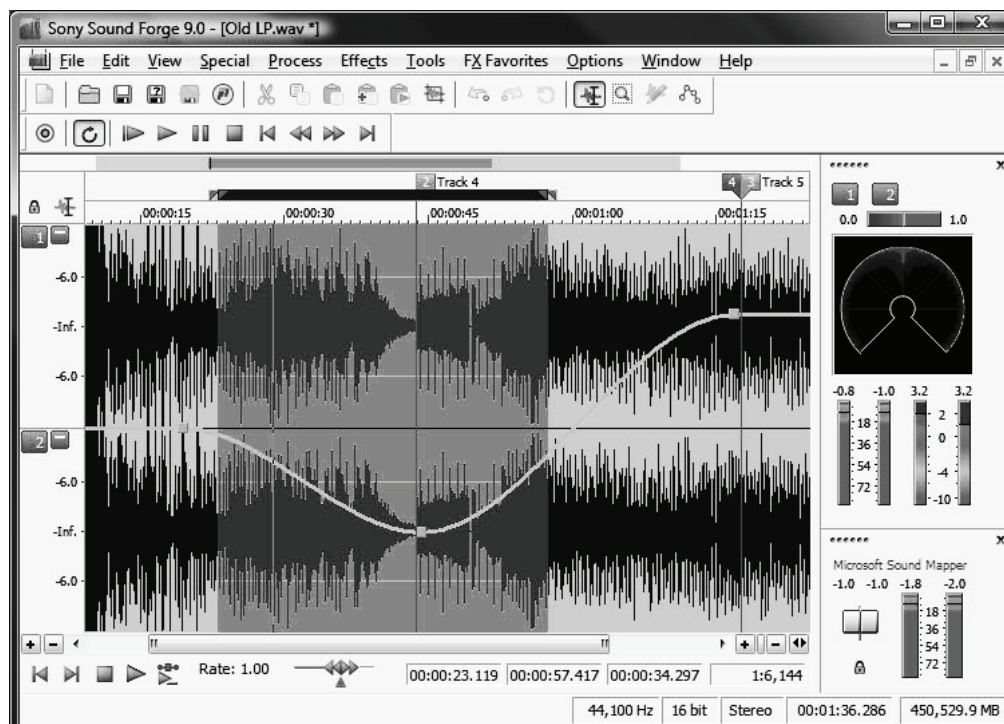 Sony Sound Forge 9.0 - [Old LP.wav *]
File Edit View Special Process Effects Tools FX Favorites Options Window Help
2 Track 4 4 3 Track 5
00:00:15 00:00:30 00:00:45 00:01:00 00:01:15
1 2
0.0 1.0
1
-6.0
-Inf.
-6.0
2
-6.0
-Inf.
-6.0
-0.8 -1.0 3.2 3.2
18 2
36 0
54 -4
72 -10
Microsoft Sound Mapper
-1.0 -1.0 -1.8 -2.0
18
36
54
72
Rate: 1.00 00:00:23.119 00:00:57.417 00:00:34.297 1:6,144
44,100 Hz 16 bit Stereo 00:01:36.286 450,529.9 MB